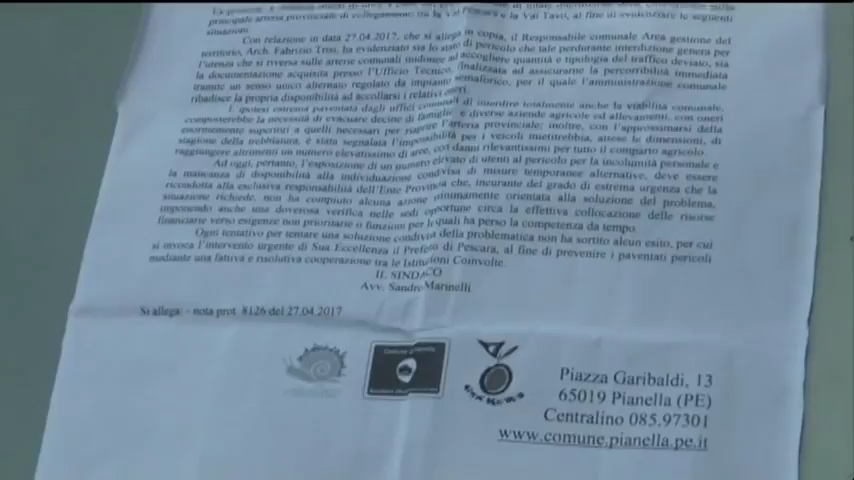 principale arteria provinciale di collegamento tra la Val Pescara e la Val Tavo, al fine di evidenziare le seguenti
situazioni
Con relazione in data 27.04.2017, che si allega in copia, il Responsabile comunale Area gestione del
territorio, Arch. Fabrizio Trosi, ha evidenziato sia lo stato di pericolo che tale perdurante interdizione genera per
l'utenza che si riversa sulle arterie comunali inidonee ad accogliere quantità e tipologia del traffico deviato, sia
la documentazione acquisita presso l'Ufficio Tecnico, finalizzata ad assicurarne la percorribilità immediata
tramite un senso unico alternato regolato da impianto semaforico, per il quale l'amministrazione comunale
ribadisce la propria disponibilità ad accollarsi i relativi oneri.
L'ipotesi estrema paventata dagli uffici comunali di interdire totalmente anche la viabilità comunale,
comporterebbe la necessità di evacuare decine di famiglie e diverse aziende agricole ed allevamenti, con oneri
enormemente superiori a quelli necessari per riaprire l'arteria provinciale; inoltre, con l'approssimarsi della
stagione della trebbiatura, è stata segnalata l'impossibilità per i veicoli mietitrebbia, attese le dimensioni, di
raggiungere altrimenti un numero elevatissimo di aree, con danni rilevantissimi per tutto il comparto agricolo.
Ad oggi, pertanto, l'esposizione di un numero elevato di utenti al pericolo per la incolumità personale e
la mancanza di disponibilità alla individuazione condivisa di misure temporanee alternative, deve essere
ricondotta alla esclusiva responsabilità dell'Ente Provincia che, incurante del grado di estrema urgenza che la
situazione richiede, non ha compiuto alcuna azione minimamente orientata alla soluzione del problema,
imponendo anche una doverosa verifica nelle sedi opportune circa la effettiva collocazione delle risorse
finanziarie verso esigenze non prioritarie o funzioni per le quali ha perso la competenza da tempo.
Ogni tentativo per tentare una soluzione condivisa della problematica non ha sortito alcun esito, per cui
si invoca l'intervento urgente di Sua Eccellenza il Prefetto di Pescara, al fine di prevenire i paventati pericoli
mediante una fattiva e risolutiva cooperazione tra le Istituzioni Coinvolte.
IL SINDACO
Avv. Sandro Marinelli
Si allega: - nota prot. 8126 del 27.04.2017
Piazza Garibaldi, 13
65019 Pianella (PE)
Centralino 085.97301
www.comune.pianella.pe.it